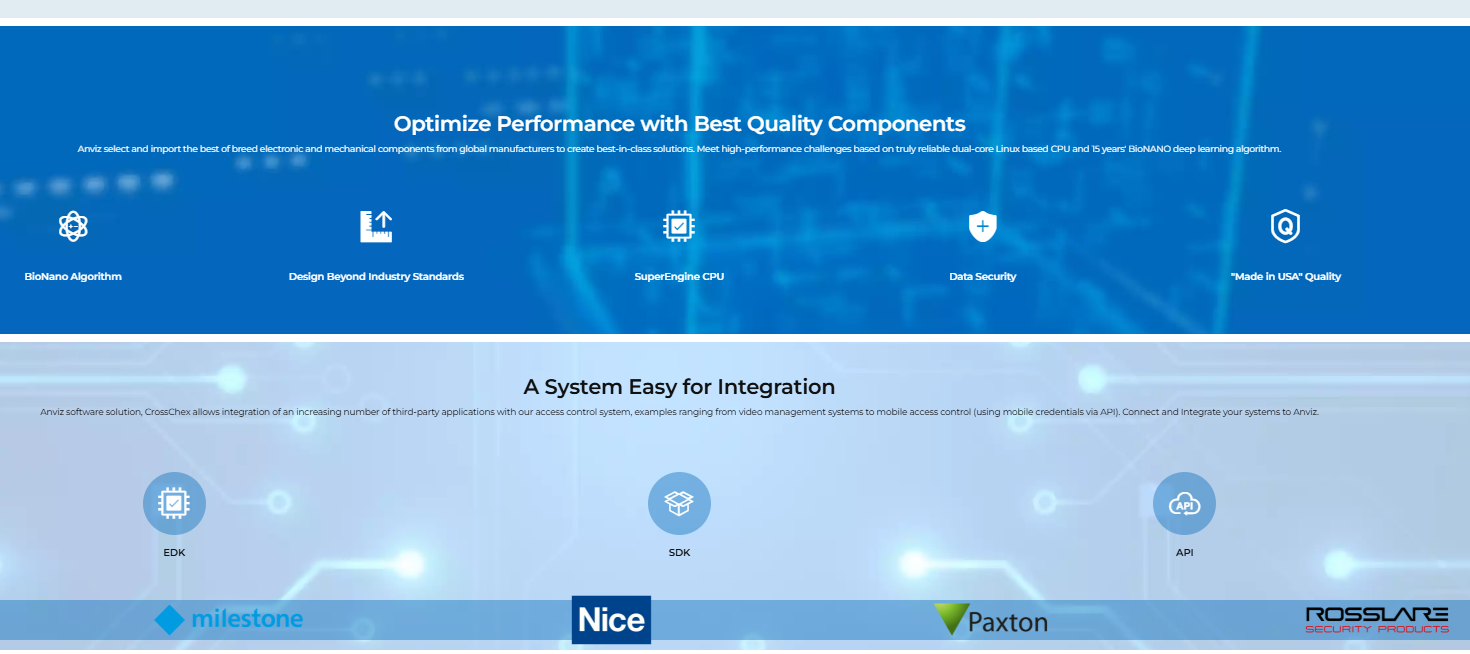 Optimize Performance with Best Quality Components
Anviz select and import the best of breed electronic and mechanical components from global manufacturers to create best-in-class solutions. Meet high-performance challenges based on truly reliable dual-core Linux based CPU and 15 years' BioNANO deep learning algorithm.
BioNano Algorithm
Design Beyond Industry Standards
SuperEngine CPU
Data Security
"Made in USA" Quality
A System Easy for Integration
Anviz software solution, CrossChex allows integration of an increasing number of third-party applications with our access control system, examples ranging from video management systems to mobile access control (using mobile credentials via API). Connect and Integrate your systems to Anviz.
API
EDK
SDK
API
milestone
Nice
Paxton
ROSSLARE
SECURITY PRODUCTS